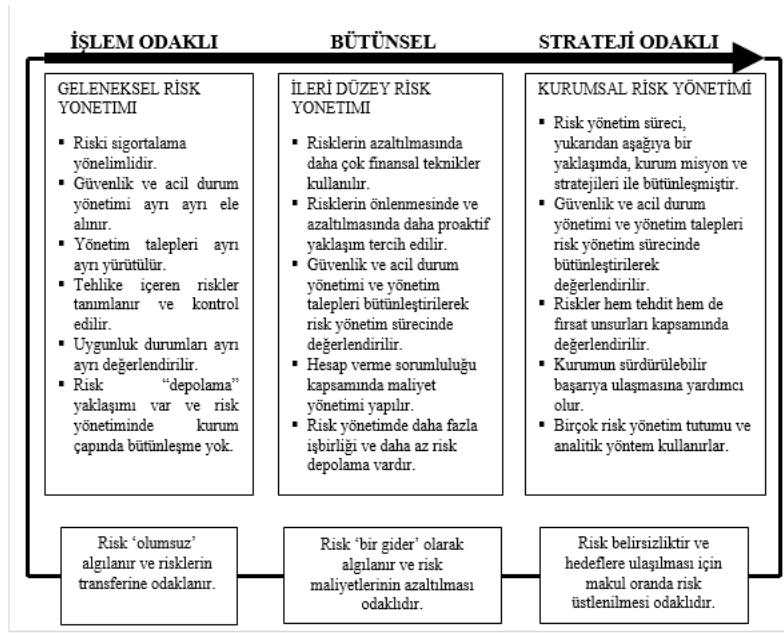 İŞLEM ODAKLI
BÜTÜNSEL
STRATEJİ ODAKLI
GELENEKSEL RİSK
YONETIMI
▪ Riski sigortalama
yönelimlidir.
▪ Güvenlik ve acil durum
yönetimi ayrı ayrı ele
alınır.
▪ Yönetim talepleri ayrı
ayrı yürütülür.
▪ Tehlike içeren riskler
tanımlanır ve kontrol
edilir.
▪ Uygunluk durumları ayrı
ayrı değerlendirilir.
▪ Risk “depolama”
yaklaşımı var ve risk
yönetiminde kurum
çapında bütünleşme yok.
İLERİ DÜZEY RİSK
YONETIMI
▪ Risklerin azaltılmasında
daha çok finansal teknikler
kullanılır.
▪ Risklerin önlenmesinde ve
azaltılmasında daha proaktif
yaklaşım tercih edilir.
▪ Güvenlik ve acil durum
yönetimi ve yönetim
talepleri bütünleştirilerek
risk yönetim sürecinde
değerlendirilir.
▪ Hesap verme sorumluluğu
kapsamında maliyet
yönetimi yapılır.
▪ Risk yönetimde daha fazla
işbirliği ve daha az risk
depolama vardır.
KURUMSAL RİSK YÖNETİMİ
▪ Risk yönetim süreci,
yukarıdan aşağıya bir
yaklaşımda, kurum misyon ve
stratejileri ile bütünleşmiştir.
▪ Güvenlik ve acil durum
yönetimi ve yönetim talepleri
risk yönetim sürecinde
bütünleştirilerek
değerlendirilir.
▪ Riskler hem tehdit hem de
fırsat unsurları kapsamında
değerlendirilir.
▪ Kurumun sürdürülebilir
başarıya ulaşmasına yardımcı
olur.
▪ Birçok risk yönetim tutumu ve
analitik yöntem kullanırlar.
Risk ‘olumsuz’
algılanır ve risklerin
transferine odaklanır.
Risk ‘bir gider’ olarak
algılanır ve risk
maliyetlerinin azaltılması
odaklıdır.
Risk belirsizliktir ve
hedeflere ulaşılması için
makul oranda risk
üstlenilmesi odaklıdır.